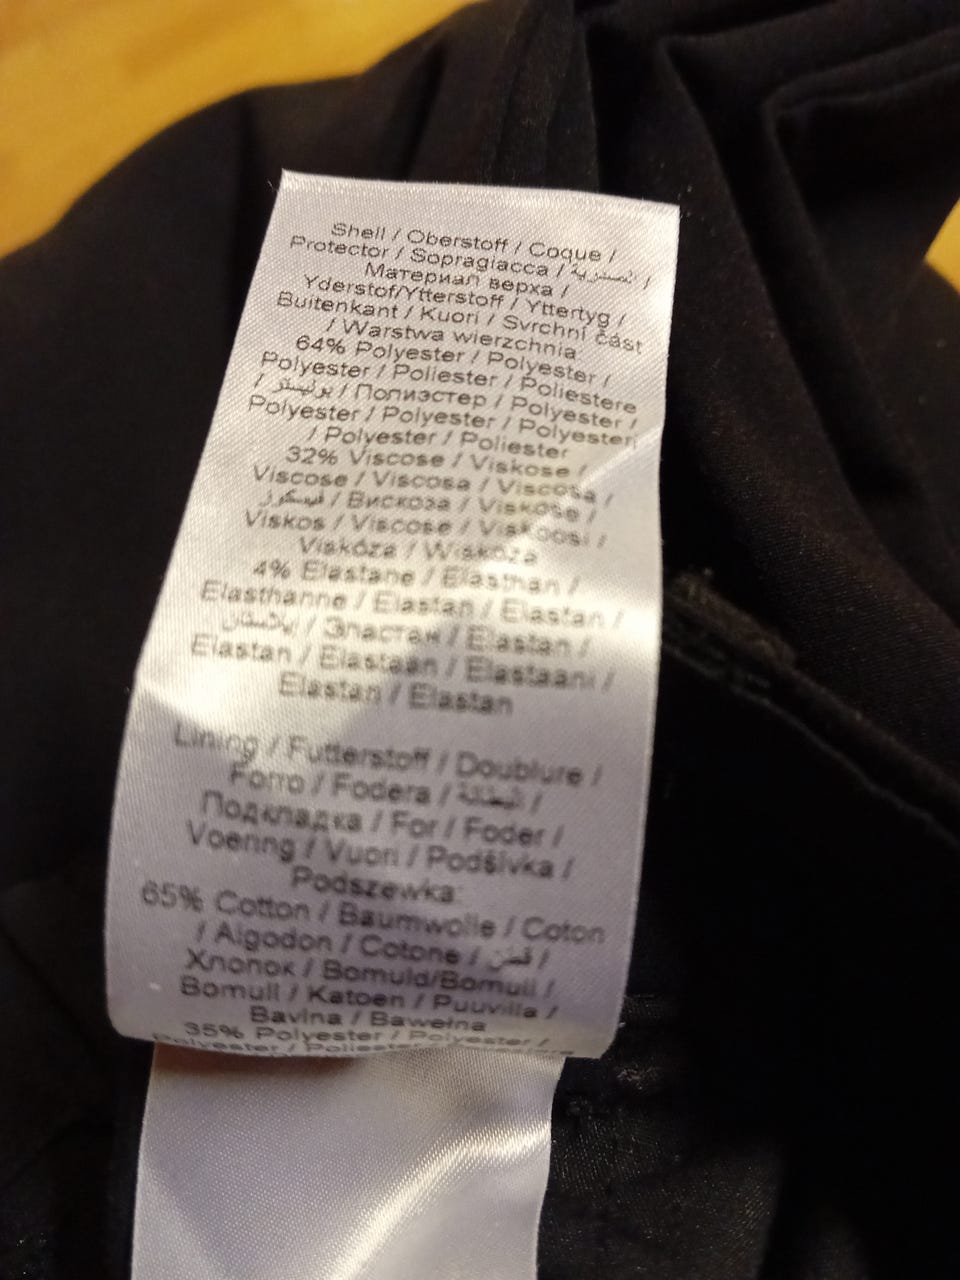 Shell / Oberstoff / Coque /
Protector / Sopragiacca / القشرية /
Материал верха /
Yderstof/Ytterstoff / Yttertyg /
Buitenkant / Kuori / Svrchní část
/ Warstwa wierzchnia
64% Polyester / Polyester /
Polyester / Poliester / Poliestere
/ بوليستر / Полиэстер / Polyester /
Polyester / Polyester / Polyesteri
/ Polyester / Poliester
32% Viscose / Viskose /
Viscose / Viscosa / Viscosa /
فيسكوز / Вискоза / Viskose /
Viskos / Viscose / Viskoosi /
Viskóza / Wiskoza
4% Elastane / Elasthan /
Elasthanne / Elastan / Elastan /
إيلاستان / Эластан / Elastan /
Elastan / Elastaan / Elastaani /
Elastan / Elastan
Lining / Futterstoff / Doublure /
Forro / Fodera / البطانة /
Подкладка / For / Foder /
Voering / Vuori / Podšívka /
Podszewka:
65% Cotton / Baumwolle / Coton
/ Algodon / Cotone / قطن /
Хлопок / Bomuld/Bomull /
Bomull / Katoen / Puuvilla /
Bavlna / Bawełna
35% Polyester / Polyester /
Polyester / Poliester /